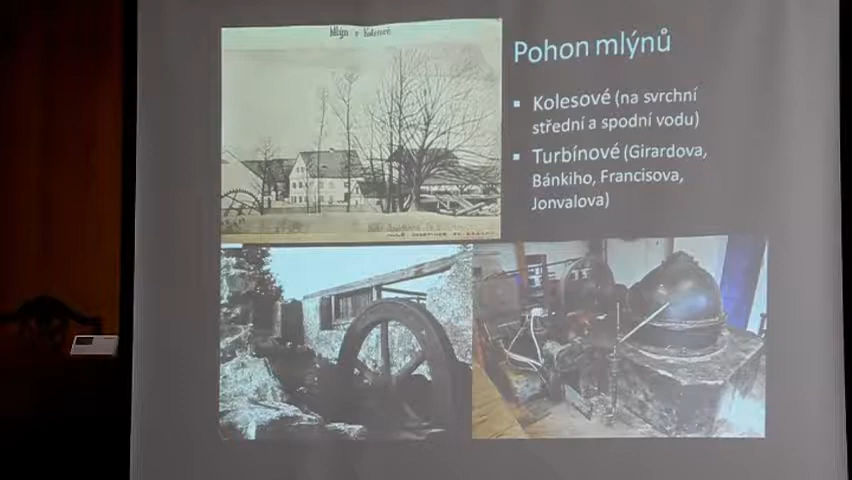 Mlýn v Kolesově.
Pohon mlýnů
▪ Kolesové (na svrchní
střední a spodní vodu)
▪ Turbínové (Girardova,
Bánkiho, Francisova,
Jonvalova)